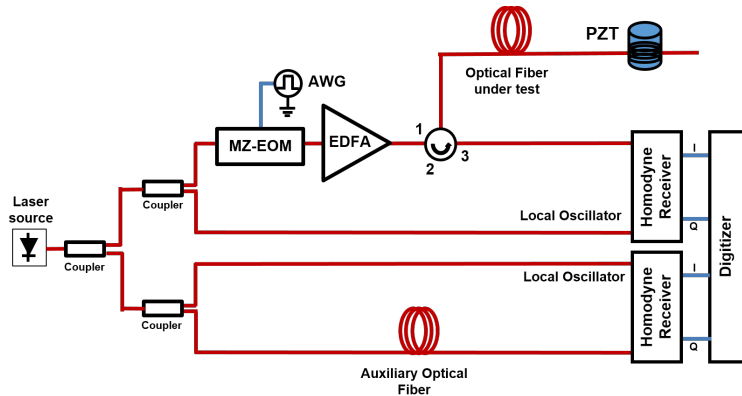 PZT
Optical Fiber
under test
AWG
MZ-EOM
EDFA
1
2
3
Laser
source
Coupler
Coupler
Coupler
Local Oscillator
Local Oscillator
Homodyne
Receiver
I
Q
Homodyne
Receiver
I
Q
Digitizer
Auxiliary Optical
Fiber